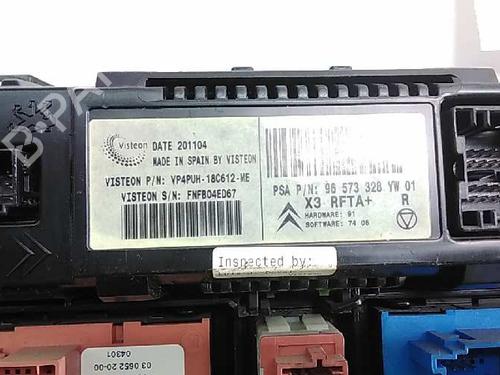 Visteon
DATE 201104
MADE IN SPAIN BY VISTEON
VISTEON P/N: VP4PUH-18C612-ME
VISTEON S/N: FNFB04ED67
PSA P/N: 96 573 328 YW 01
X3 RFTA+ R
HARDWARE: 91
SOFTWARE: 74 06
Inspected by:
03 0652 20-00
04301
B-PA